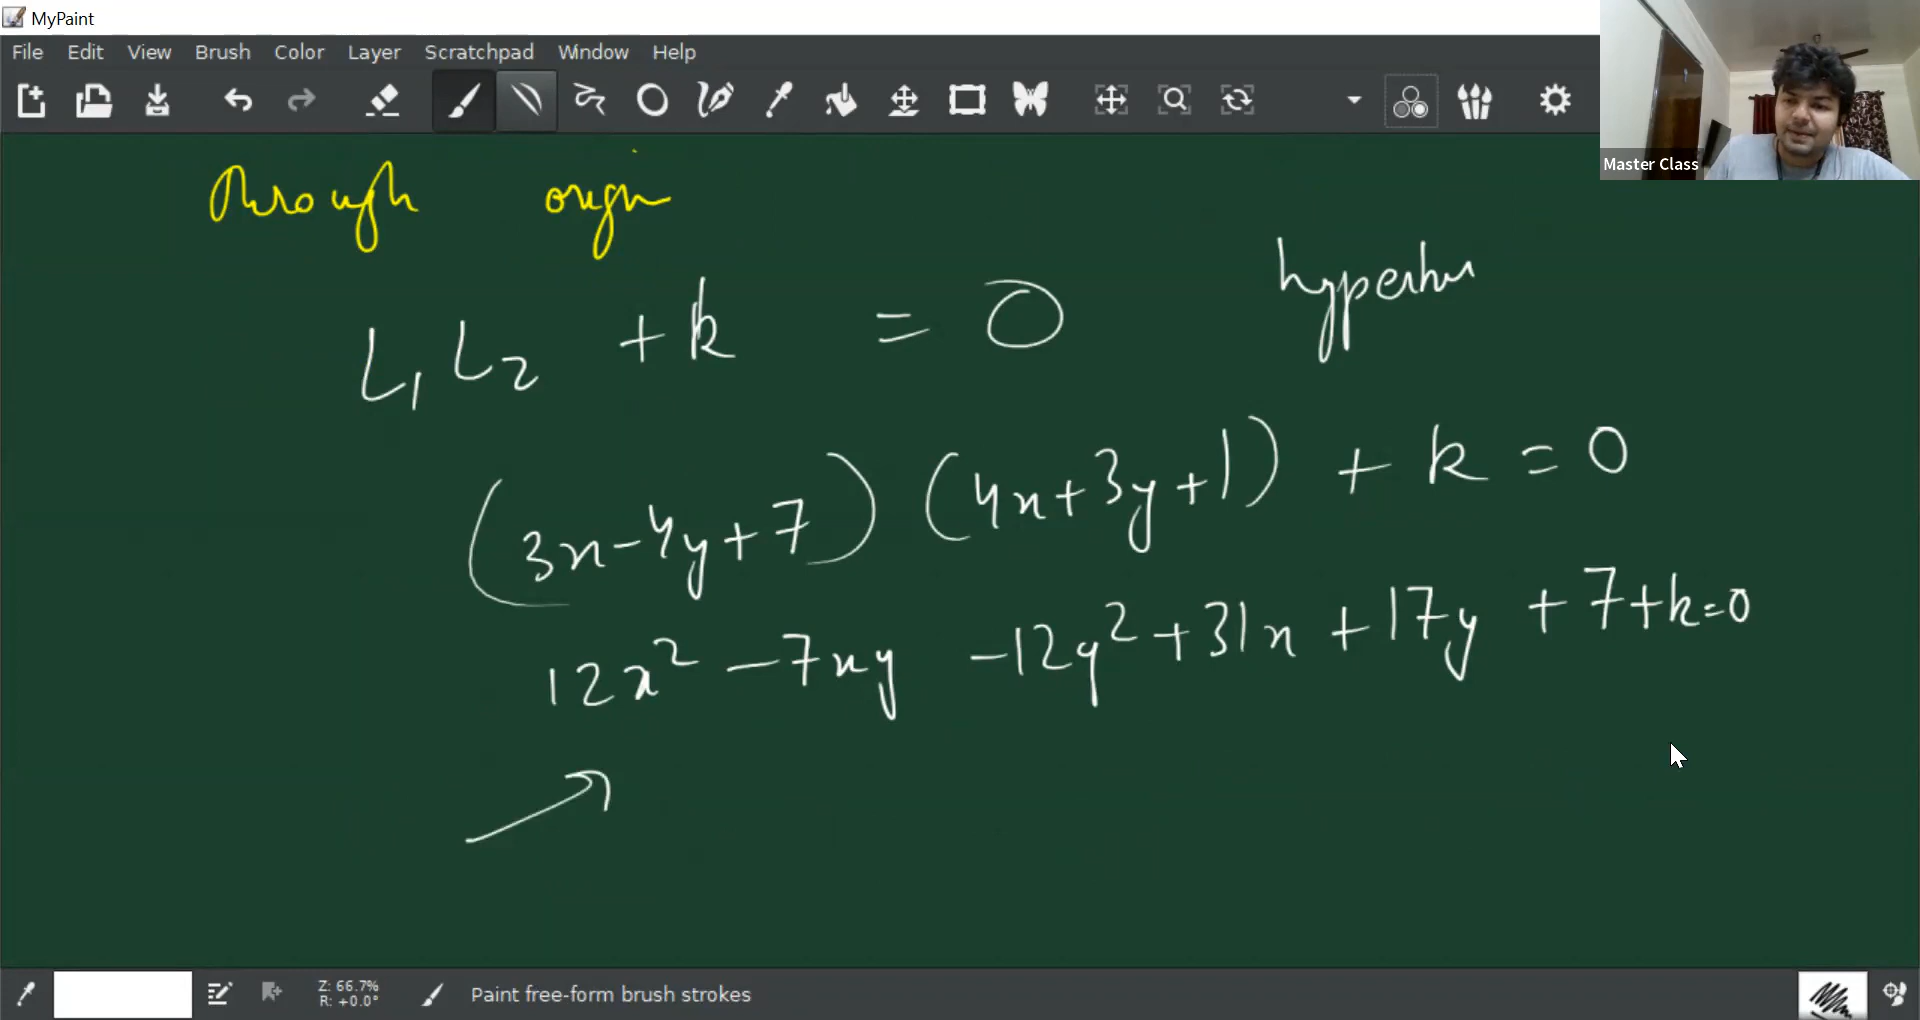 MyPaint
File Edit View Brush Color Layer Scratchpad Window Help
Master Class
through origin
L₁ L₂ + k = 0
(3x-4y+7) (4x+3y+1) + k = 0
12x² - 7xy - 12y² + 31x + 17y + 7+k=0
Z: 66.7%
R: +0.0°
Paint free-form brush strokes